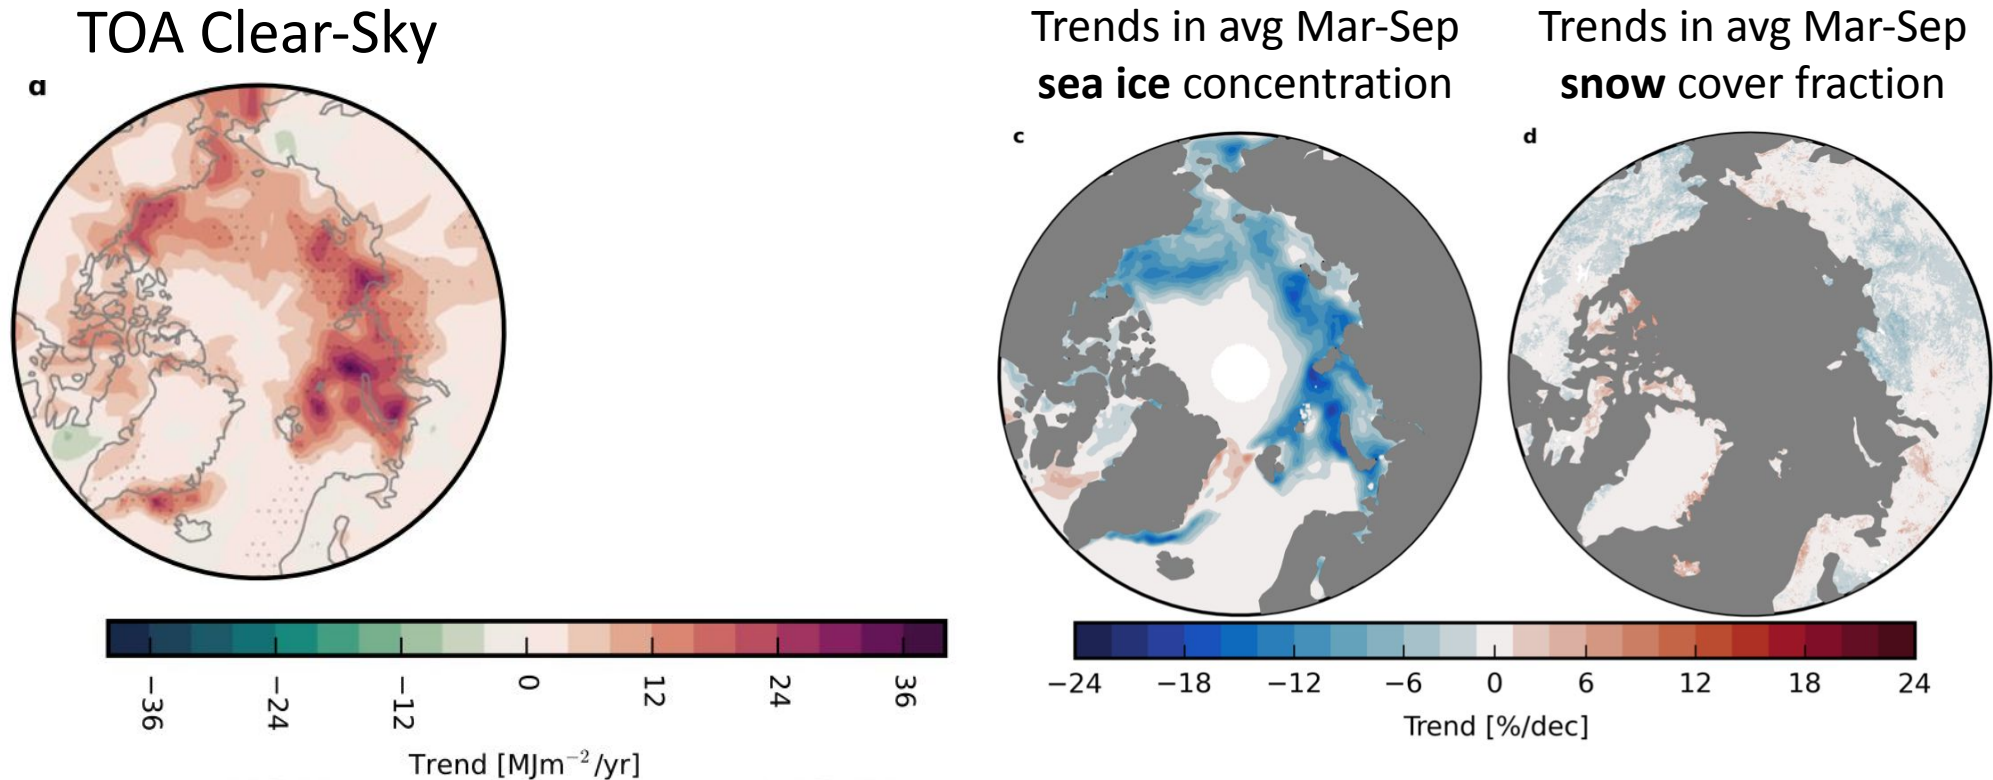 TOA Clear-Sky
a
−36
−24
−12
0
12
24
36
Trend [MJm⁻²/yr]
Trends in avg Mar-Sep
sea ice concentration
c
Trends in avg Mar-Sep
snow cover fraction
d
−24 −18 −12 −6 0 6 12 18 24
Trend [%/dec]